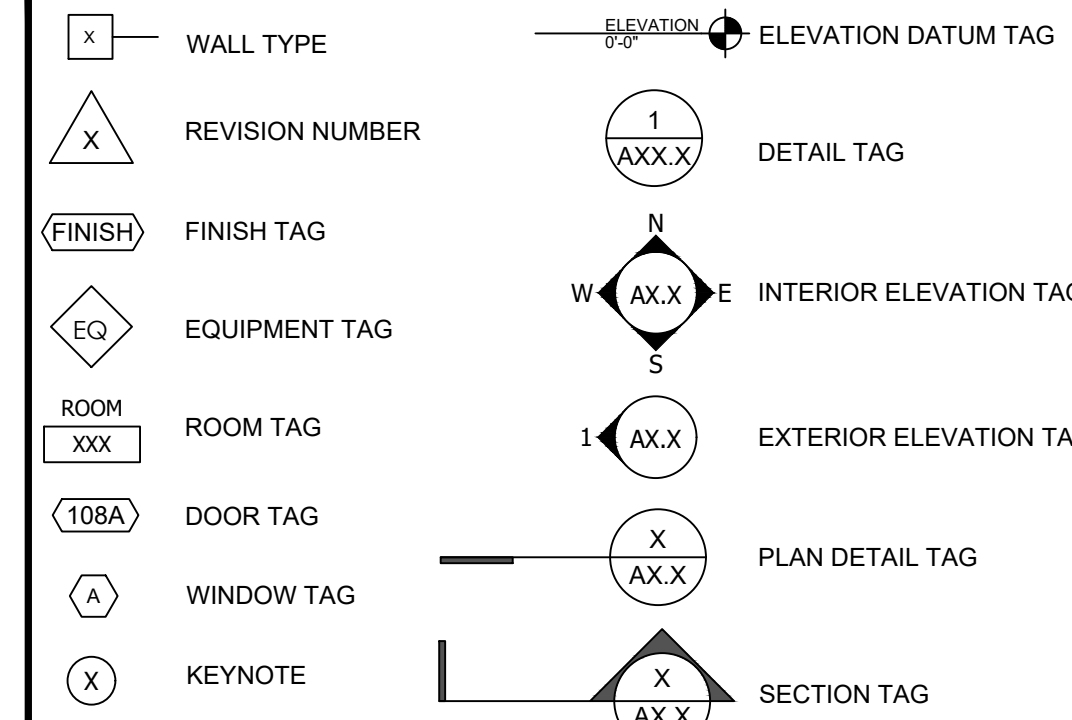 X
WALL TYPE
X
REVISION NUMBER
FINISH
FINISH TAG
EQ
EQUIPMENT TAG
ROOM
XXX
ROOM TAG
108A
DOOR TAG
A
WINDOW TAG
X
KEYNOTE
ELEVATION
0'-0"
ELEVATION DATUM TAG
1
AXX.X
DETAIL TAG
N
W
AX.X
E
S
INTERIOR ELEVATION TAG
1
AX.X
EXTERIOR ELEVATION TA
X
AX.X
PLAN DETAIL TAG
X
AX.X
SECTION TAG